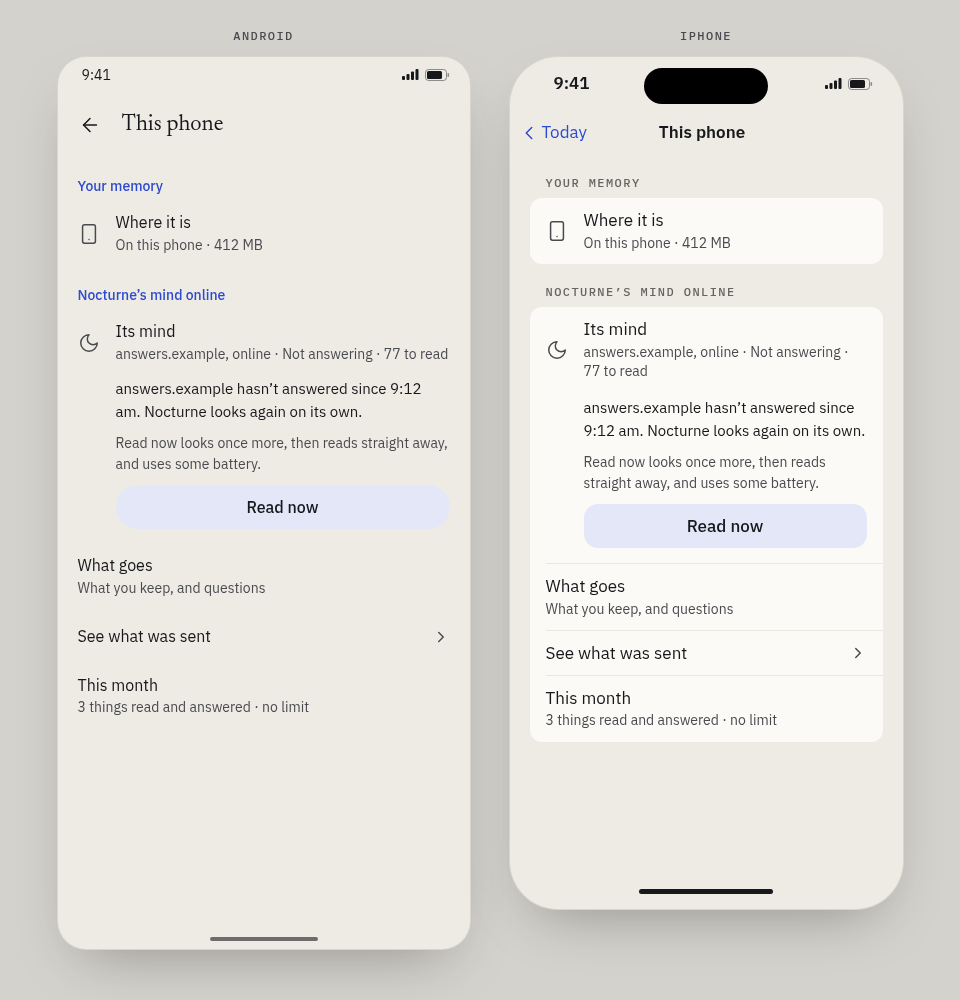 ANDROID
9:41
This phone
Your memory
Where it is
On this phone · 412 MB
Nocturne’s mind online
Its mind
answers.example, online · Not answering · 77 to read
answers.example hasn’t answered since 9:12
am. Nocturne looks again on its own.
Read now looks once more, then reads straight away,
and uses some battery.
Read now
What goes
What you keep, and questions
See what was sent
This month
3 things read and answered · no limit
IPHONE
9:41
Today
This phone
YOUR MEMORY
Where it is
On this phone · 412 MB
NOCTURNE’S MIND ONLINE
Its mind
answers.example, online · Not answering ·
77 to read
answers.example hasn’t answered since
9:12 am. Nocturne looks again on its own.
Read now looks once more, then reads
straight away, and uses some battery.
Read now
What goes
What you keep, and questions
See what was sent
This month
3 things read and answered · no limit